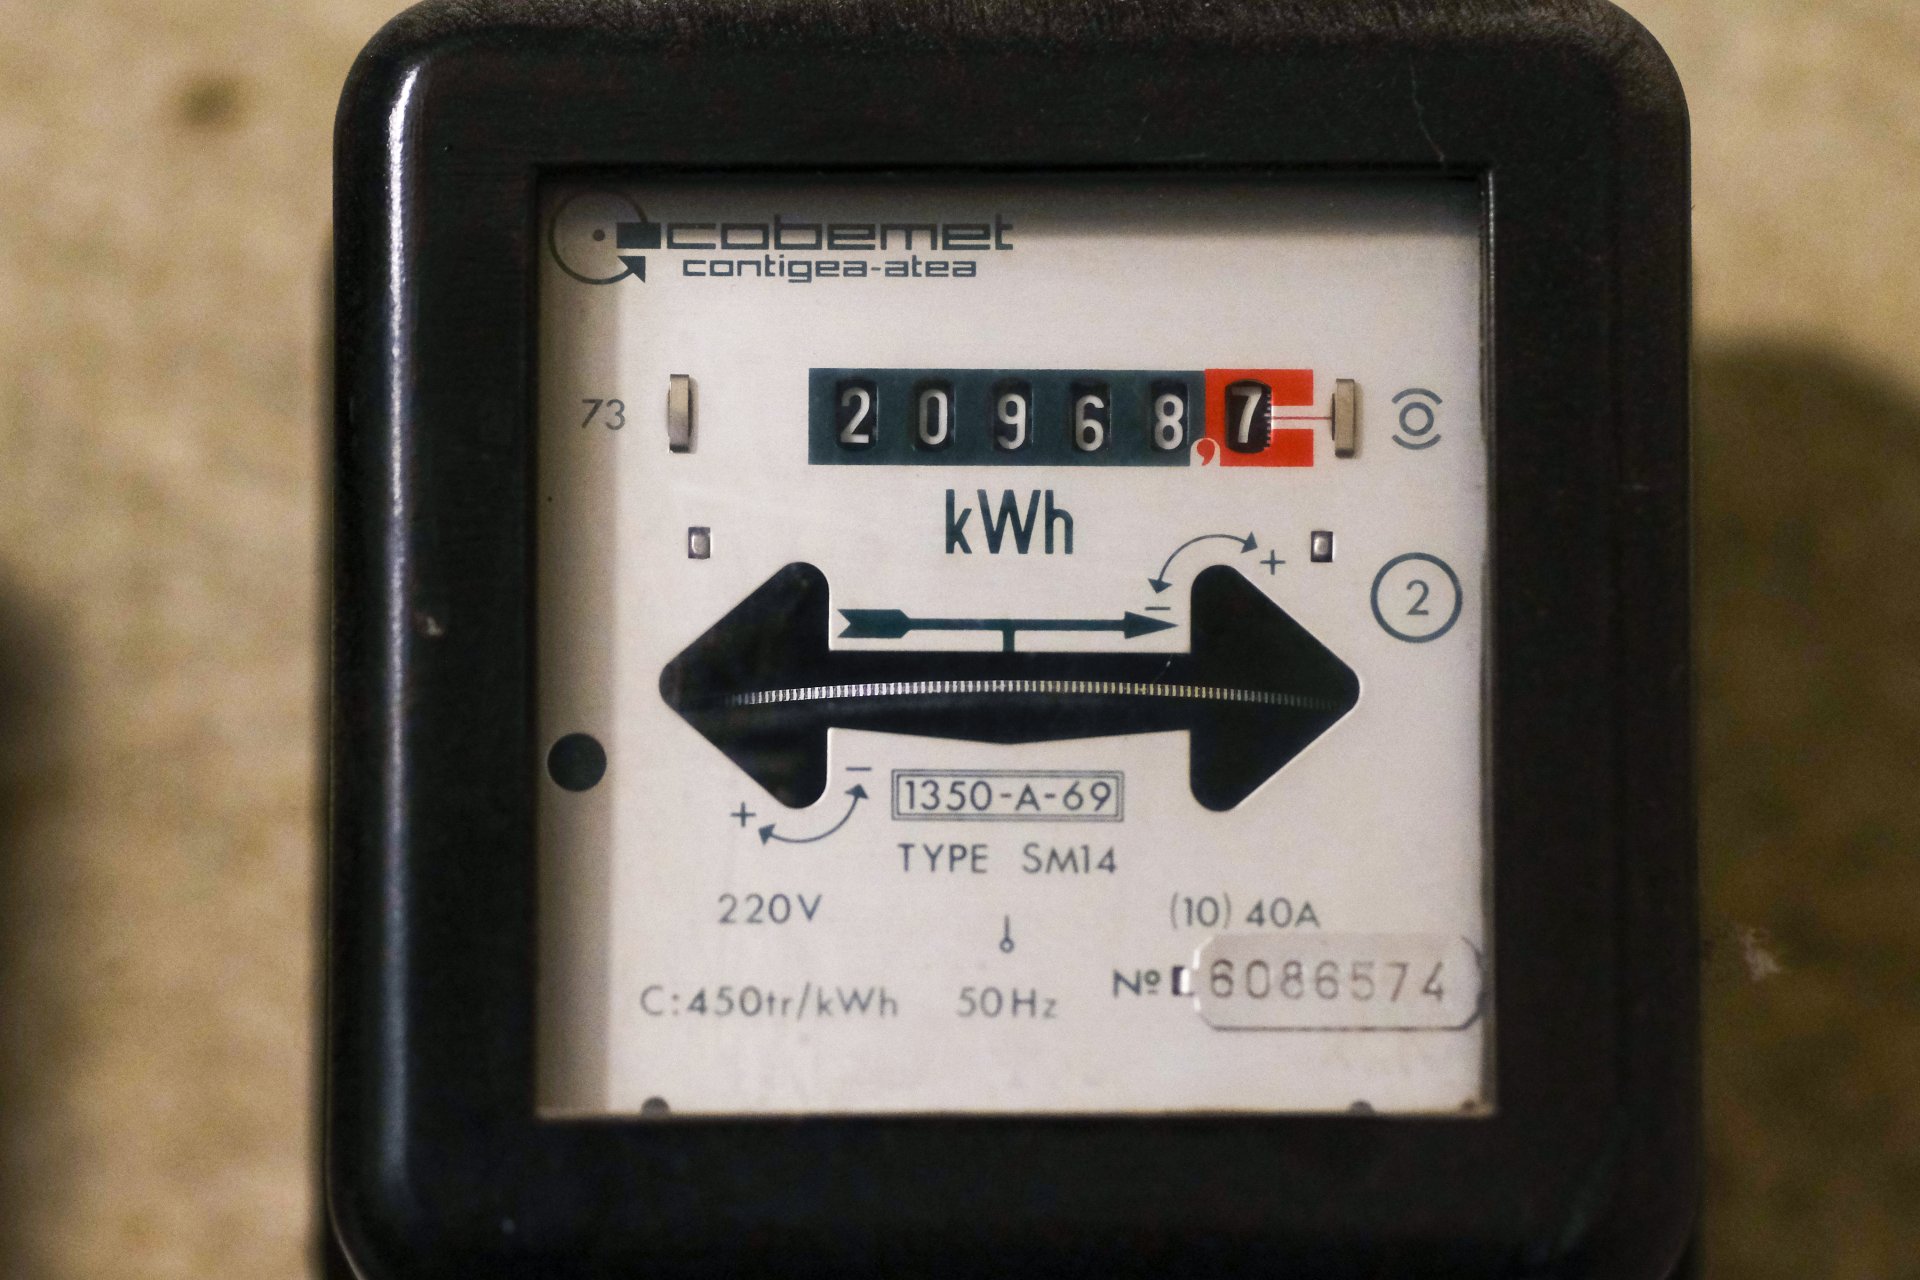 cobemet
contigea-atea
73
20968,7
kWh
+
−
2
−
+
1350-A-69
TYPE SM14
220V
(10) 40A
C:450tr/kWh
50Hz
Nº 6086574